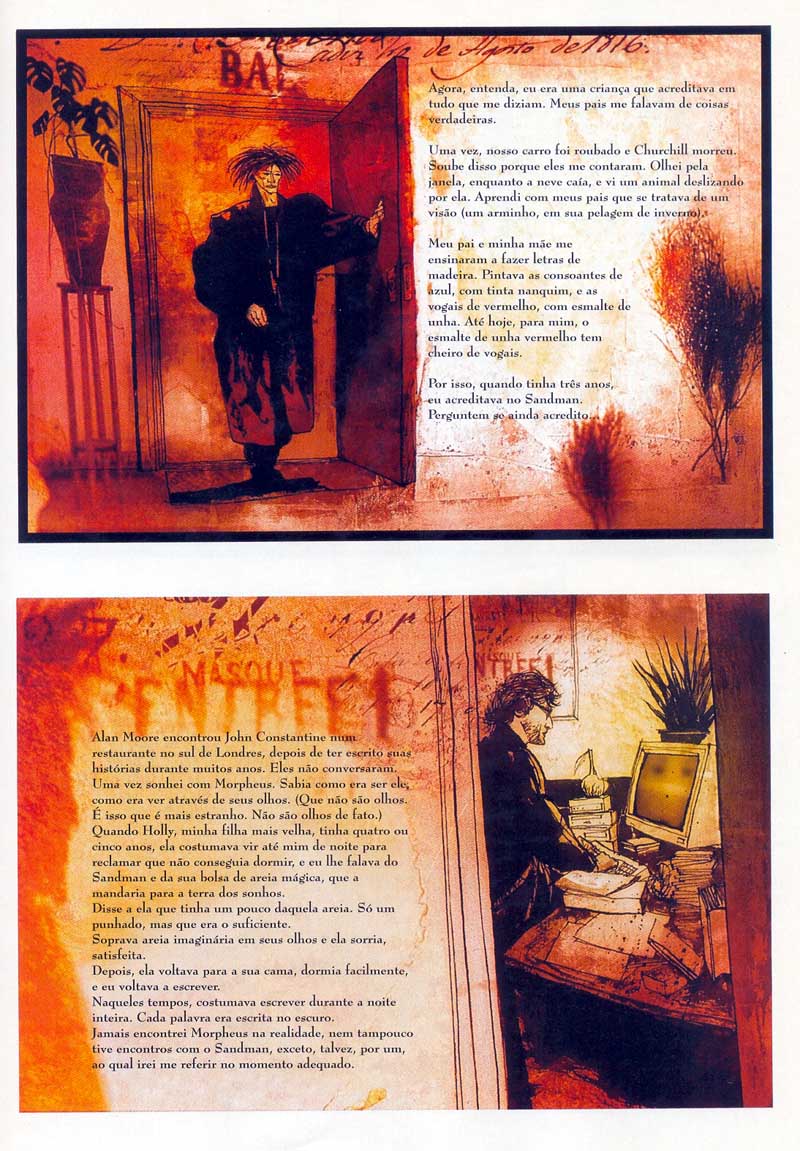 de Agosto de 1816.
BAI
Agora, entenda, eu era uma criança que acreditava em
tudo que me diziam. Meus pais me falavam de coisas
verdadeiras.
Uma vez, nosso carro foi roubado e Churchill morreu.
Soube disso porque eles me contaram. Olhei pela
janela, enquanto a neve caía, e vi um animal deslizando
por ela. Aprendi com meus pais que se tratava de um
visão (um arminho, em sua pelagem de inverno).
Meu pai e minha mãe me
ensinaram a fazer letras de
madeira. Pintava as consoantes de
azul, com tinta nanquim, e as
vogais de vermelho, com esmalte de
unha. Até hoje, para mim, o
esmalte de unha vermelho tem
cheiro de vogais.
Por isso, quando tinha três anos,
eu acreditava no Sandman.
Perguntem se ainda acredito...
MASQUE
ENTREE!
MASQUE
ENTREE!
Alan Moore encontrou John Constantine num
restaurante no sul de Londres, depois de ter escrito suas
histórias durante muitos anos. Eles não conversaram.
Uma vez sonhei com Morpheus. Sabia como era ser ele,
como era ver através de seus olhos. (Que não são olhos.
É isso que é mais estranho. Não são olhos de fato.)
Quando Holly, minha filha mais velha, tinha quatro ou
cinco anos, ela costumava vir até mim de noite para
reclamar que não conseguia dormir, e eu lhe falava do
Sandman e da sua bolsa de areia mágica, que a
mandaria para a terra dos sonhos.
Disse a ela que tinha um pouco daquela areia. Só um
punhado, mas que era o suficiente.
Soprava areia imaginária em seus olhos e ela sorria,
satisfeita.
Depois, ela voltava para a sua cama, dormia facilmente,
e eu voltava a escrever.
Naqueles tempos, costumava escrever durante a noite
inteira. Cada palavra era escrita no escuro.
Jamais encontrei Morpheus na realidade, nem tampouco
tive encontros com o Sandman, exceto, talvez, por um,
ao qual irei me referir no momento adequado.